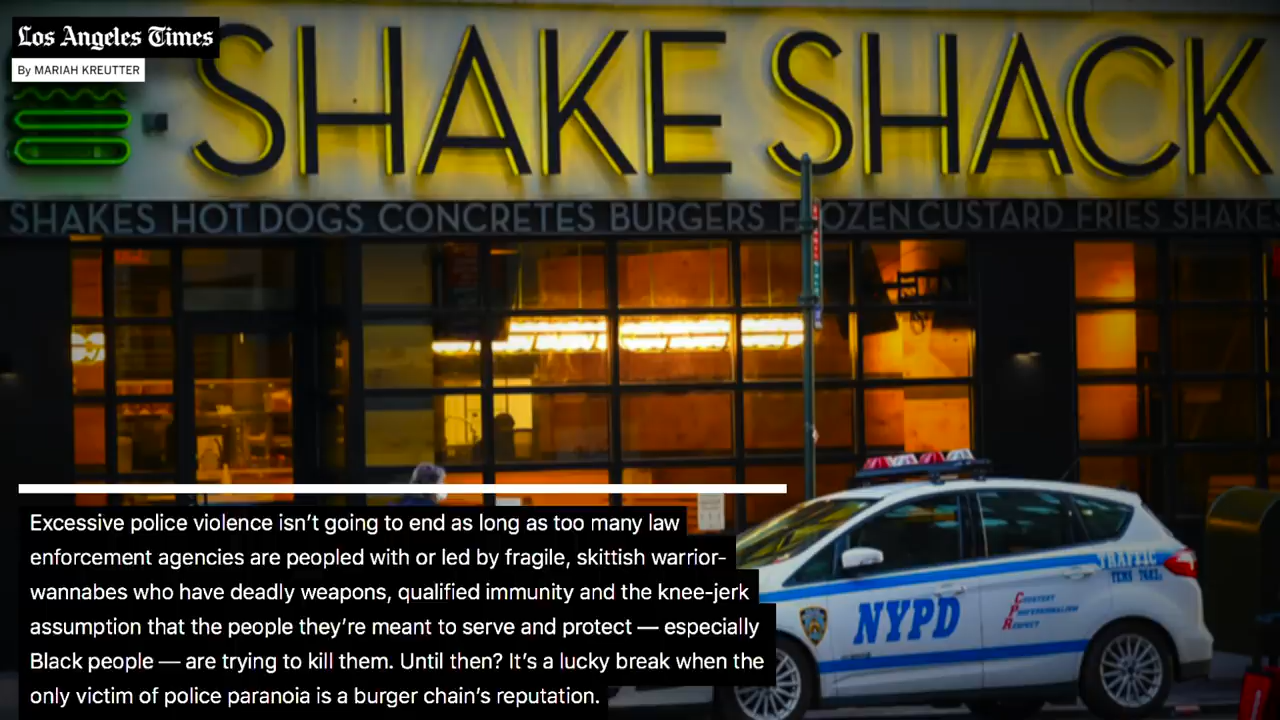 Los Angeles Times
By MARIAH KREUTTER
SHAKE SHACK
SHAKES HOT DOGS CONCRETES BURGERS FROZEN CUSTARD FRIES SHAKES
Excessive police violence isn’t going to end as long as too many law
enforcement agencies are peopled with or led by fragile, skittish warrior-
wannabes who have deadly weapons, qualified immunity and the knee-jerk
assumption that the people they’re meant to serve and protect — especially
Black people — are trying to kill them. Until then? It’s a lucky break when the
only victim of police paranoia is a burger chain’s reputation.
NYPD
COURTESY
PROFESSIONALISM
RESPECT
TRAFFIC